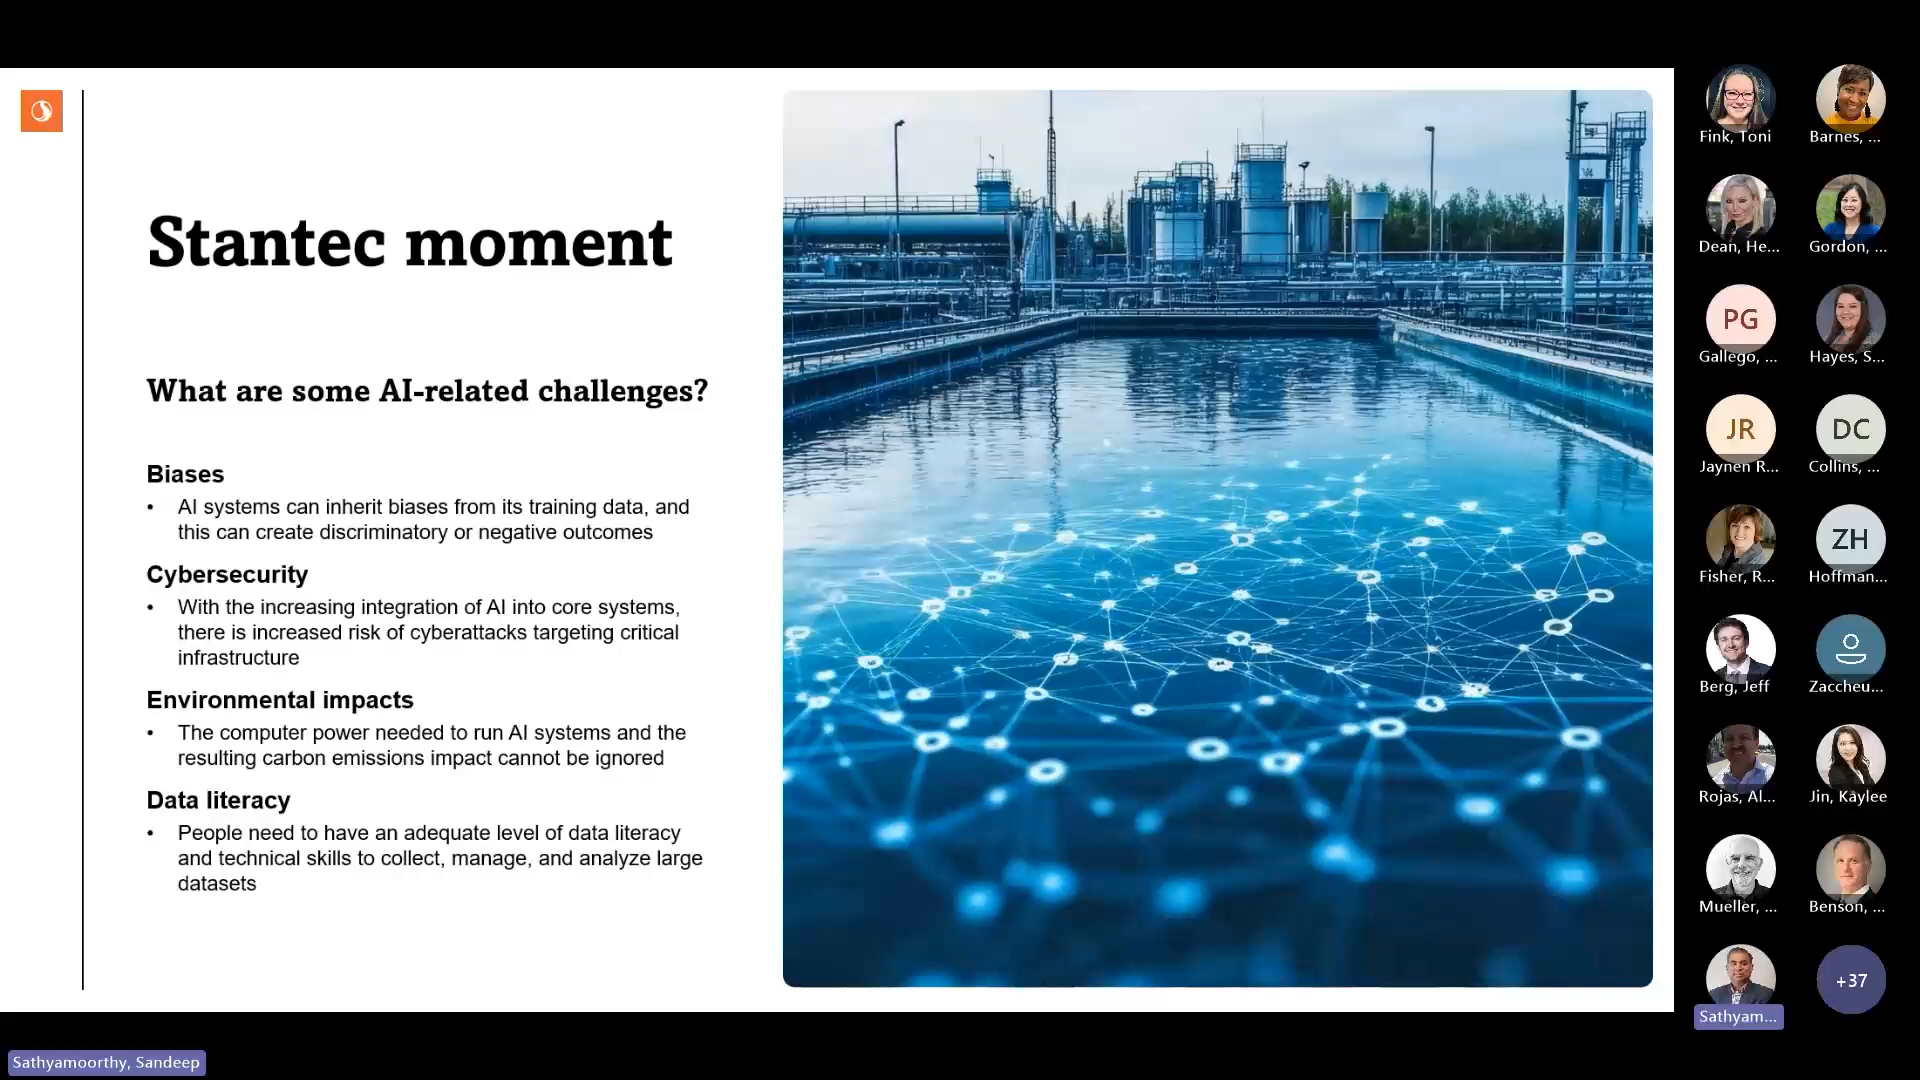 Stantec moment
What are some AI-related challenges?
Biases
• AI systems can inherit biases from its training data, and
this can create discriminatory or negative outcomes
Cybersecurity
• With the increasing integration of AI into core systems,
there is increased risk of cyberattacks targeting critical
infrastructure
Environmental impacts
• The computer power needed to run AI systems and the
resulting carbon emissions impact cannot be ignored
Data literacy
• People need to have an adequate level of data literacy
and technical skills to collect, manage, and analyze large
datasets
Fink, Toni
Barnes, ...
Dean, He...
Gordon, ...
PG
Gallego, ...
Hayes, S...
JR
Jaynen R...
DC
Collins, ...
Fisher, R...
ZH
Hoffman...
Berg, Jeff
Zaccheu...
Rojas, Al...
Jin, Kaylee
Mueller, ...
Benson, ...
Sathyam...
+37
Sathyamoorthy, Sandeep